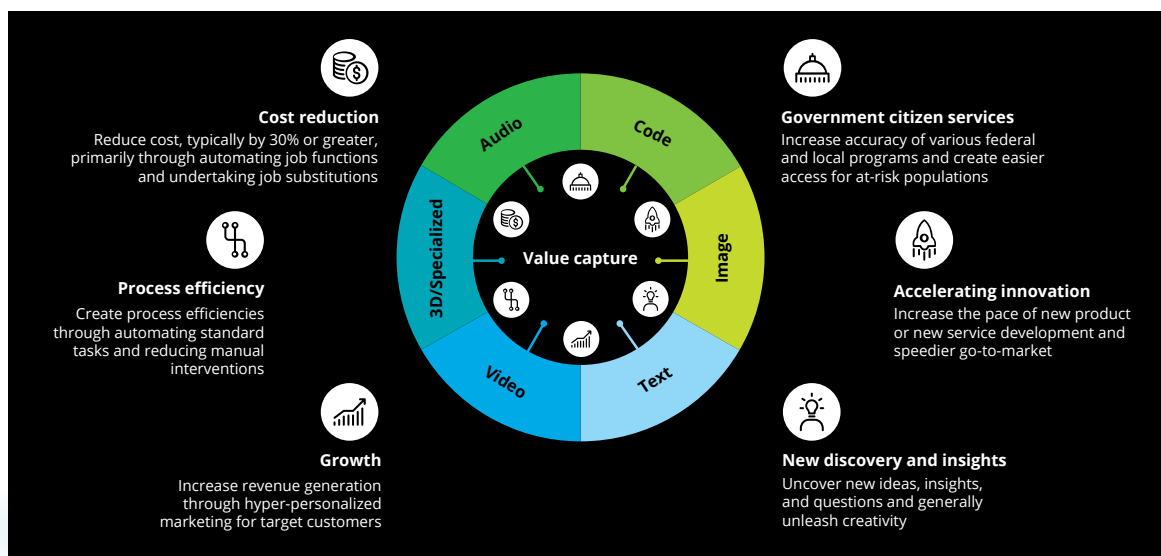 Cost reduction
Reduce cost, typically by 30% or greater,
primarily through automating job functions
and undertaking job substitutions
Process efficiency
Create process efficiencies
through automating standard
tasks and reducing manual
interventions
Growth
Increase revenue generation
through hyper-personalized
marketing for target customers
Audio
Code
3D/Specialized
Value capture
Image
Video
Text
Government citizen services
Increase accuracy of various federal
and local programs and create easier
access for at-risk populations
Accelerating innovation
Increase the pace of new product
or new service development and
speedier go-to-market
New discovery and insights
Uncover new ideas, insights,
and questions and generally
unleash creativity